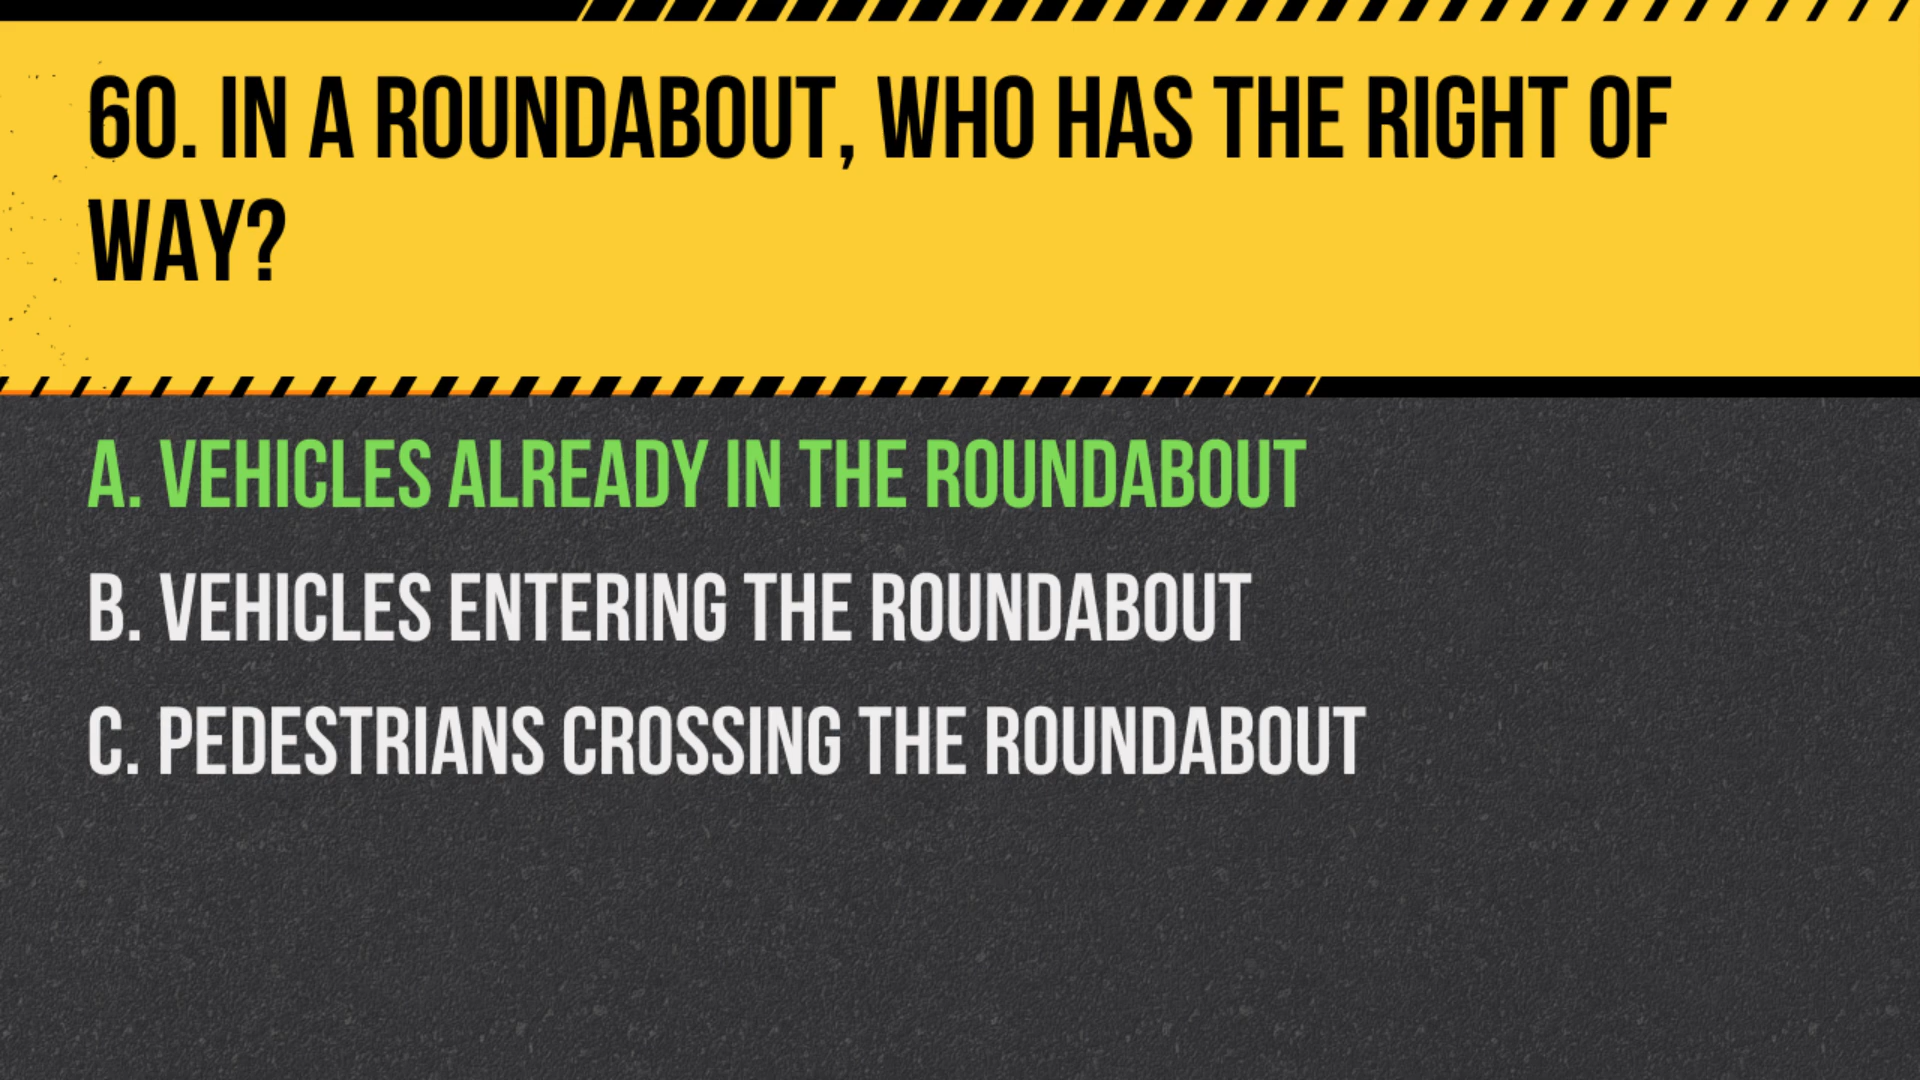 60. IN A ROUNDABOUT, WHO HAS THE RIGHT OF
WAY?
A. VEHICLES ALREADY IN THE ROUNDABOUT
B. VEHICLES ENTERING THE ROUNDABOUT
C. PEDESTRIANS CROSSING THE ROUNDABOUT